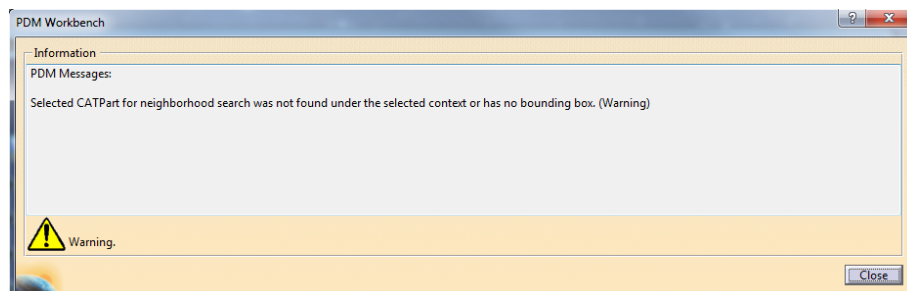 PDM Workbench
Information
PDM Messages:
Selected CATPart for neighborhood search was not found under the selected context or has no bounding box. (Warning)
Warning.
Close